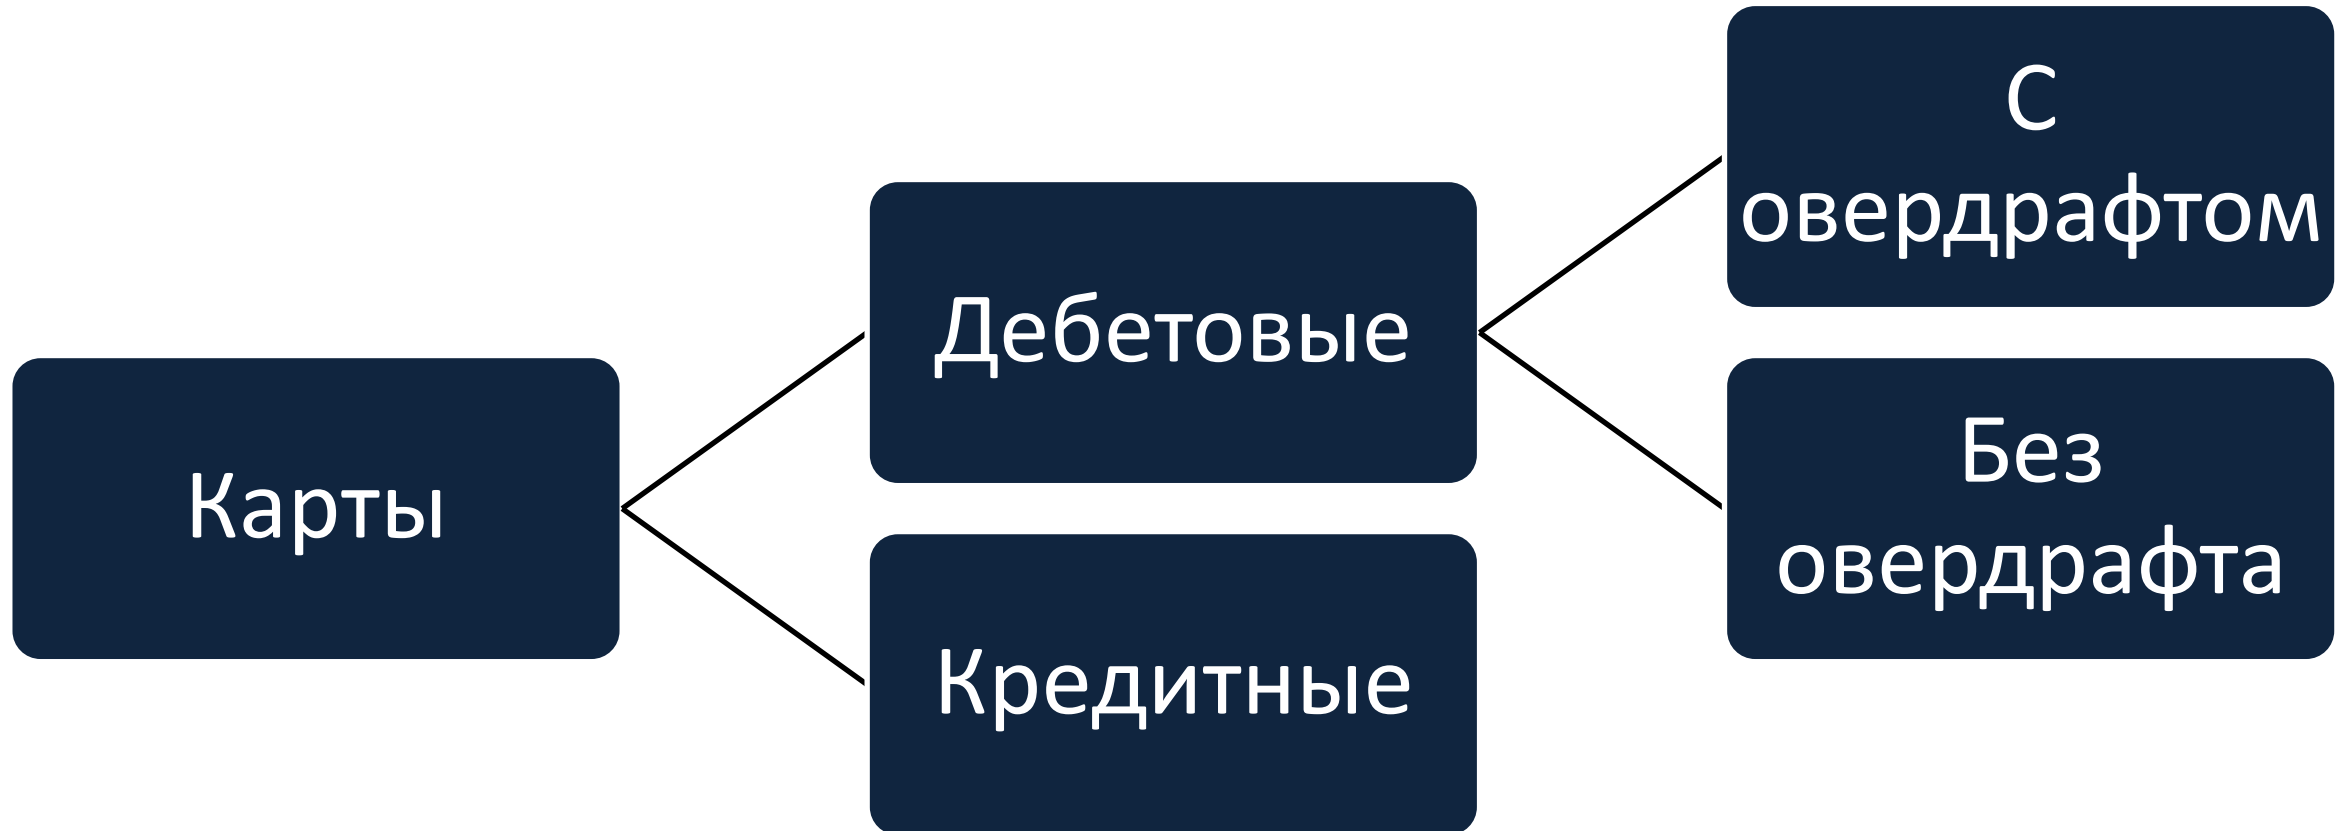 Карты
Дебетовые
Кредитные
С
овердрафтом
Без
овердрафта